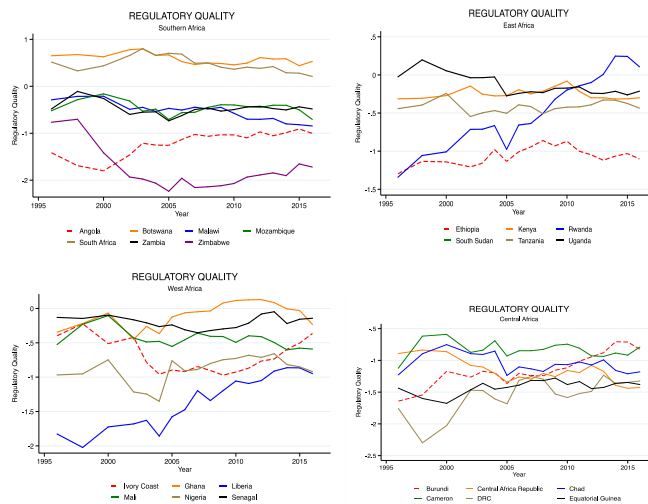 REGULATORY QUALITY
Southern Africa
Regulatory Quality
1
.5
0
-1
-2
1995 2000 2005 2010 2015
Year
Angola Botswana Malawi Mozambique
South Africa Zambia Zimbabwe
REGULATORY QUALITY
East Africa
Regulatory Quality
.5
0
-.5
-1
-1.5
1995 2000 2005 2010 2015
Year
Ethiopia Kenya Rwanda
South Sudan Tanzania Uganda
REGULATORY QUALITY
West Africa
Regulatory Quality
0
-.5
-1
-1.5
-2
1995 2000 2005 2010 2015
Year
Ivory Coast Ghana Liberia
Mali Nigeria Senagal
REGULATORY QUALITY
Central Africa
Regulatory Quality
-.5
-1
-1.5
-2
-2.5
1995 2000 2005 2010 2015
Year
Burundi Central Africa Republic Chad
Cameron DRC Equatorial Guinea